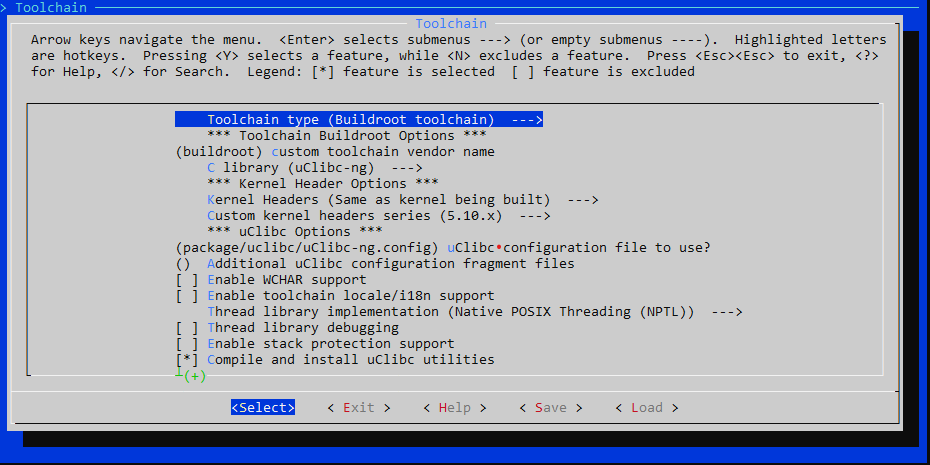 > Toolchain
Toolchain
Arrow keys navigate the menu. <Enter> selects submenus ---> (or empty submenus ----). Highlighted letters
are hotkeys. Pressing <Y> selects a feature, while <N> excludes a feature. Press <Esc><Esc> to exit, <?>
for Help, </> for Search. Legend: [*] feature is selected [ ] feature is excluded
Toolchain type (Buildroot toolchain) --->
*** Toolchain Buildroot Options ***
(buildroot) custom toolchain vendor name
C library (uClibc-ng) --->
*** Kernel Header Options ***
Kernel Headers (Same as kernel being built) --->
Custom kernel headers series (5.10.x) --->
*** uClibc Options ***
(package/uclibc/uClibc-ng.config) uClibc configuration file to use?
() Additional uClibc configuration fragment files
[ ] Enable WCHAR support
[ ] Enable toolchain locale/i18n support
Thread library implementation (Native POSIX Threading (NPTL)) --->
[ ] Thread library debugging
[ ] Enable stack protection support
[*] Compile and install uClibc utilities
(+)
<Select> < Exit > < Help > < Save > < Load >